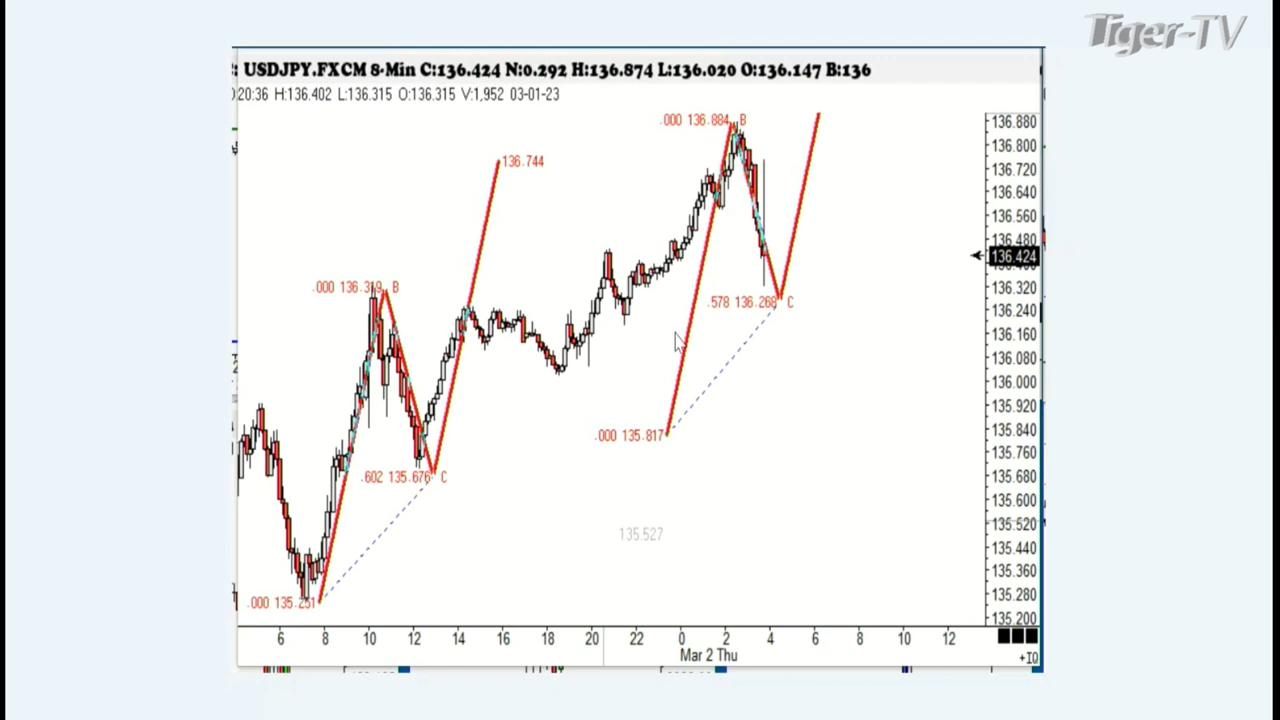 Tiger-TV
: USDJPY.FXCM 8-Min C:136.424 N:0.292 H:136.874 L:136.020 O:136.147 B:136
:20:36 H:136.402 L:136.315 O:136.315 V:1,952 03-01-23
.000 136.884 B
136.744
.000 136.319 B
.578 136.268 C
.000 135.817
.602 135.676 C
135.527
.000 135.251
136.880
136.800
136.720
136.640
136.560
136.480
136.424
136.320
136.240
136.160
136.080
136.000
135.920
135.840
135.760
135.680
135.600
135.520
135.440
135.360
135.280
135.200
6 8 10 12 14 16 18 20 22 0 2 4 6 8 10 12
Mar 2 Thu
+IQ